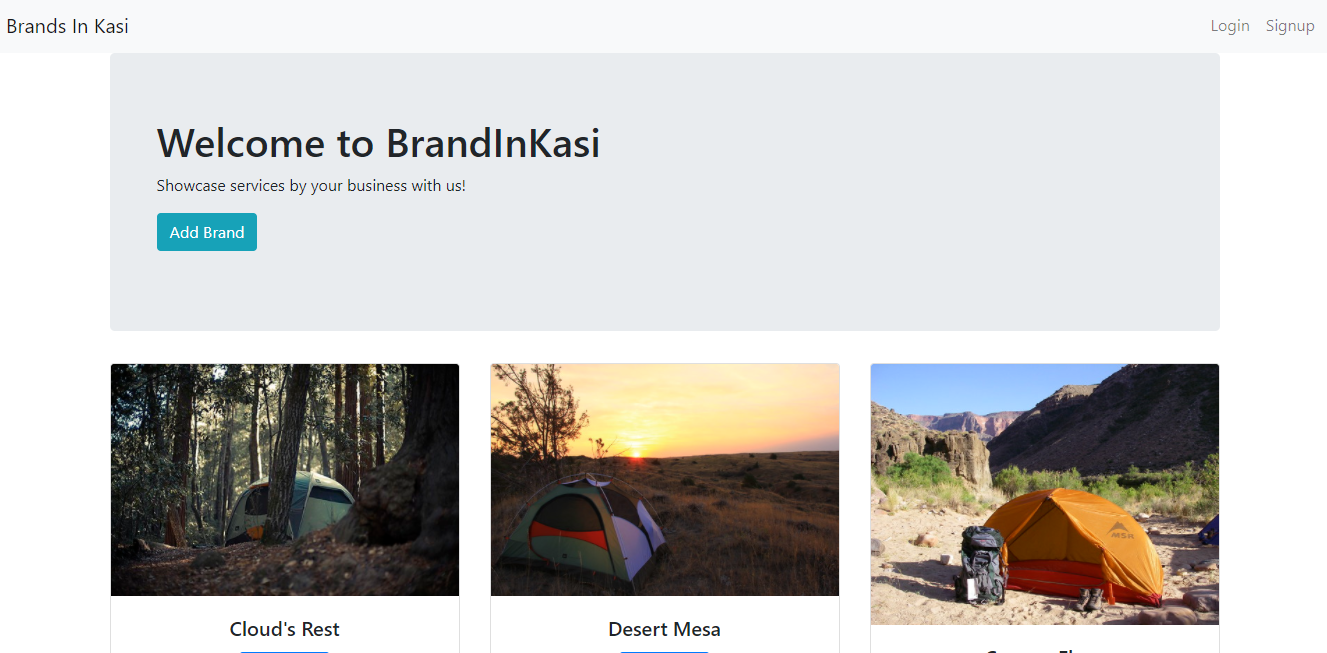 Brands In Kasi
Login Signup
Welcome to BrandInKasi
Showcase services by your business with us!
Add Brand
MSR
Cloud's Rest
Desert Mesa